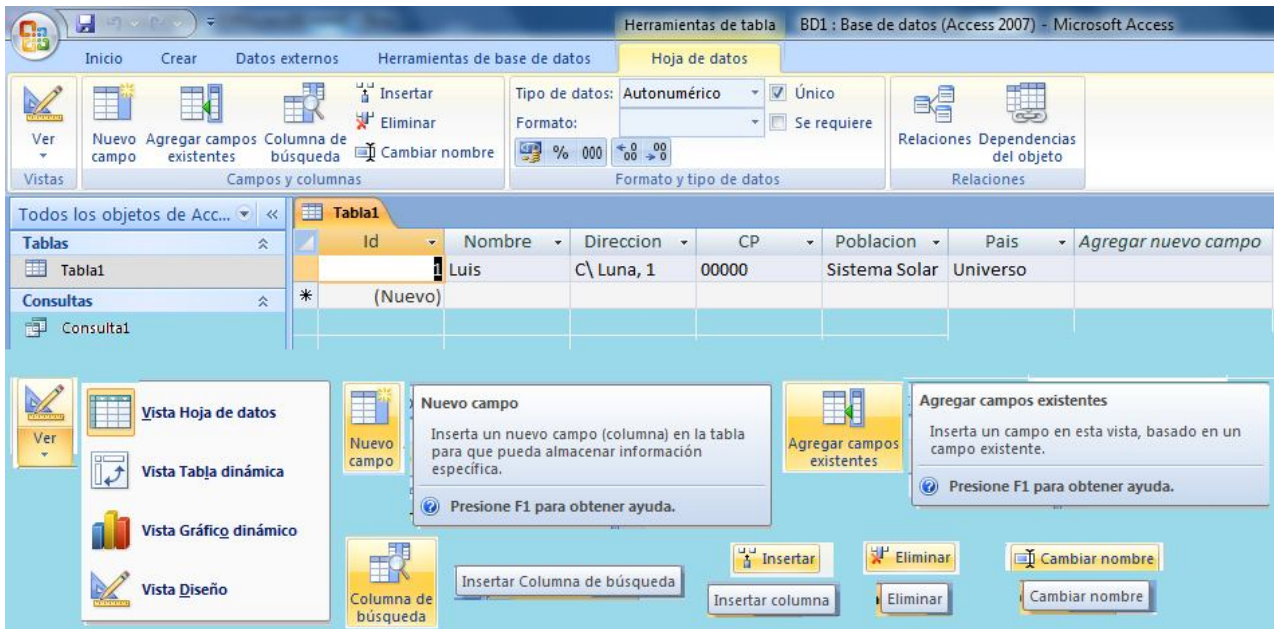 Herramientas de tabla BD1 : Base de datos (Access 2007) - Microsoft Access
Inicio Crear Datos externos Herramientas de base de datos Hoja de datos
Ver
Vistas
Nuevo campo
Agregar campos existentes
Columna de búsqueda
Insertar
Eliminar
Cambiar nombre
Campos y columnas
Tipo de datos: Autonumérico
Formato:
% 000
Único
Se requiere
Formato y tipo de datos
Relaciones
Dependencias del objeto
Relaciones
Todos los objetos de Acc...
Tablas
Tabla1
Consultas
Consulta1
Tabla1
Id Nombre Direccion CP Poblacion Pais Agregar nuevo campo
1 Luis C\ Luna, 1 00000 Sistema Solar Universo
* (Nuevo)
Ver
Vista Hoja de datos
Vista Tabla dinámica
Vista Gráfico dinámico
Vista Diseño
Nuevo
campo
Nuevo campo
Inserta un nuevo campo (columna) en la tabla
para que pueda almacenar información
específica.
Presione F1 para obtener ayuda.
Agregar campos
existentes
Agregar campos existentes
Inserta un campo en esta vista, basado en un
campo existente.
Presione F1 para obtener ayuda.
Columna de
búsqueda
Insertar Columna de búsqueda
Insertar
Insertar columna
Eliminar
Eliminar
Cambiar nombre
Cambiar nombre